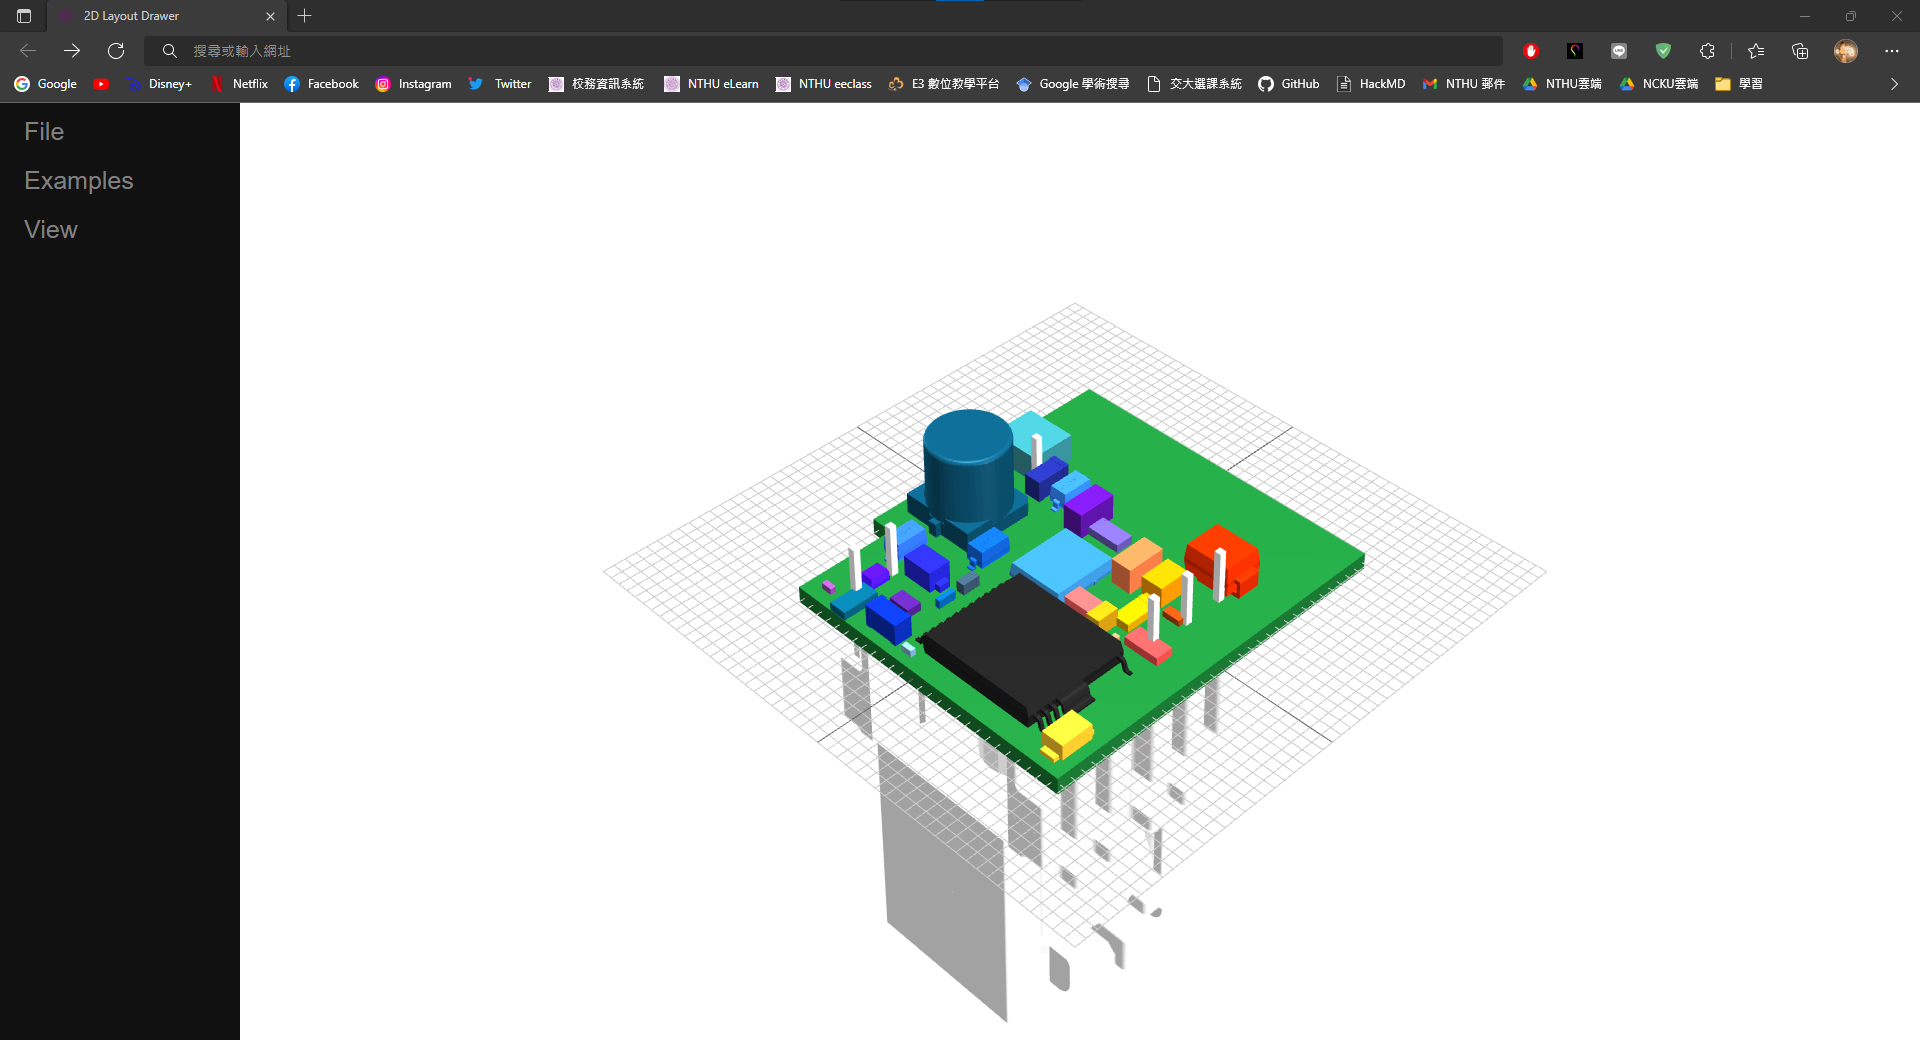 2D Layout Drawer
搜尋或輸入網址
Google Disney+ Netflix Facebook Instagram Twitter 校務資訊系統 NTHU eLearn NTHU eeclass E3 數位教學平台 Google 學術搜尋 交大選課系統 GitHub HackMD NTHU 郵件 NTHU雲端 NCKU雲端 學習
File
Examples
View